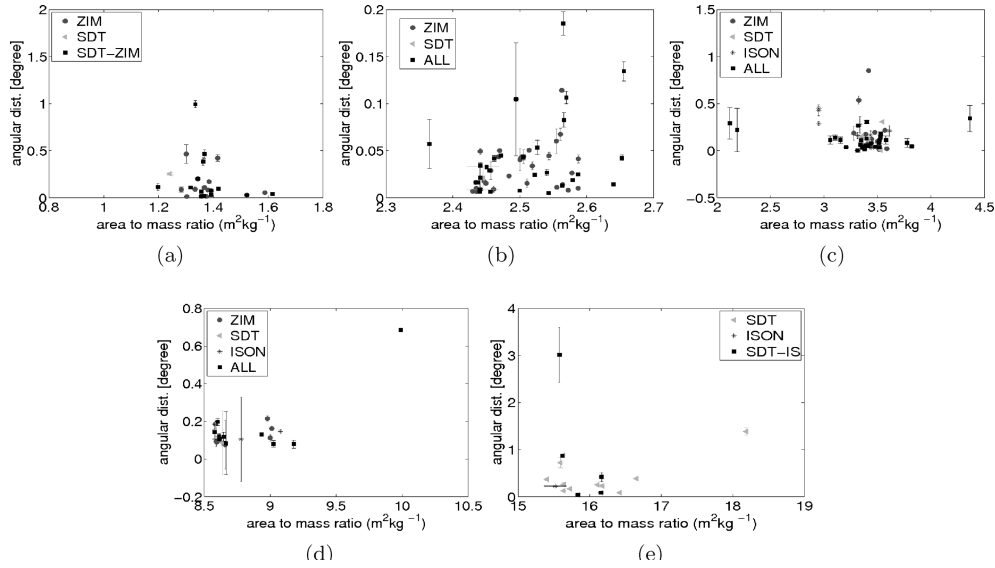 angular dist. [degree]
2
1.5
1
0.5
0
0.8
1
1.2
1.4
1.6
1.8
area to mass ratio (m²kg⁻¹)
ZIM
SDT
SDT-ZIM
(a)
angular dist. [degree]
0.2
0.15
0.1
0.05
0
2.3
2.4
2.5
2.6
2.7
area to mass ratio (m²kg⁻¹)
ZIM
SDT
ALL
(b)
angular dist. [degree]
1.5
1
0.5
0
-0.5
2
2.5
3
3.5
4
4.5
area to mass ratio (m²kg⁻¹)
ZIM
SDT
ISON
ALL
(c)
angular dist. [degree]
0.8
0.6
0.4
0.2
0
-0.2
8.5
9
9.5
10
10.5
area to mass ratio (m²kg⁻¹)
ZIM
SDT
ISON
ALL
(d)
angular dist. [degree]
4
3
2
1
0
15
16
17
18
19
area to mass ratio (m²kg⁻¹)
SDT
ISON
SDT-IS
(e)